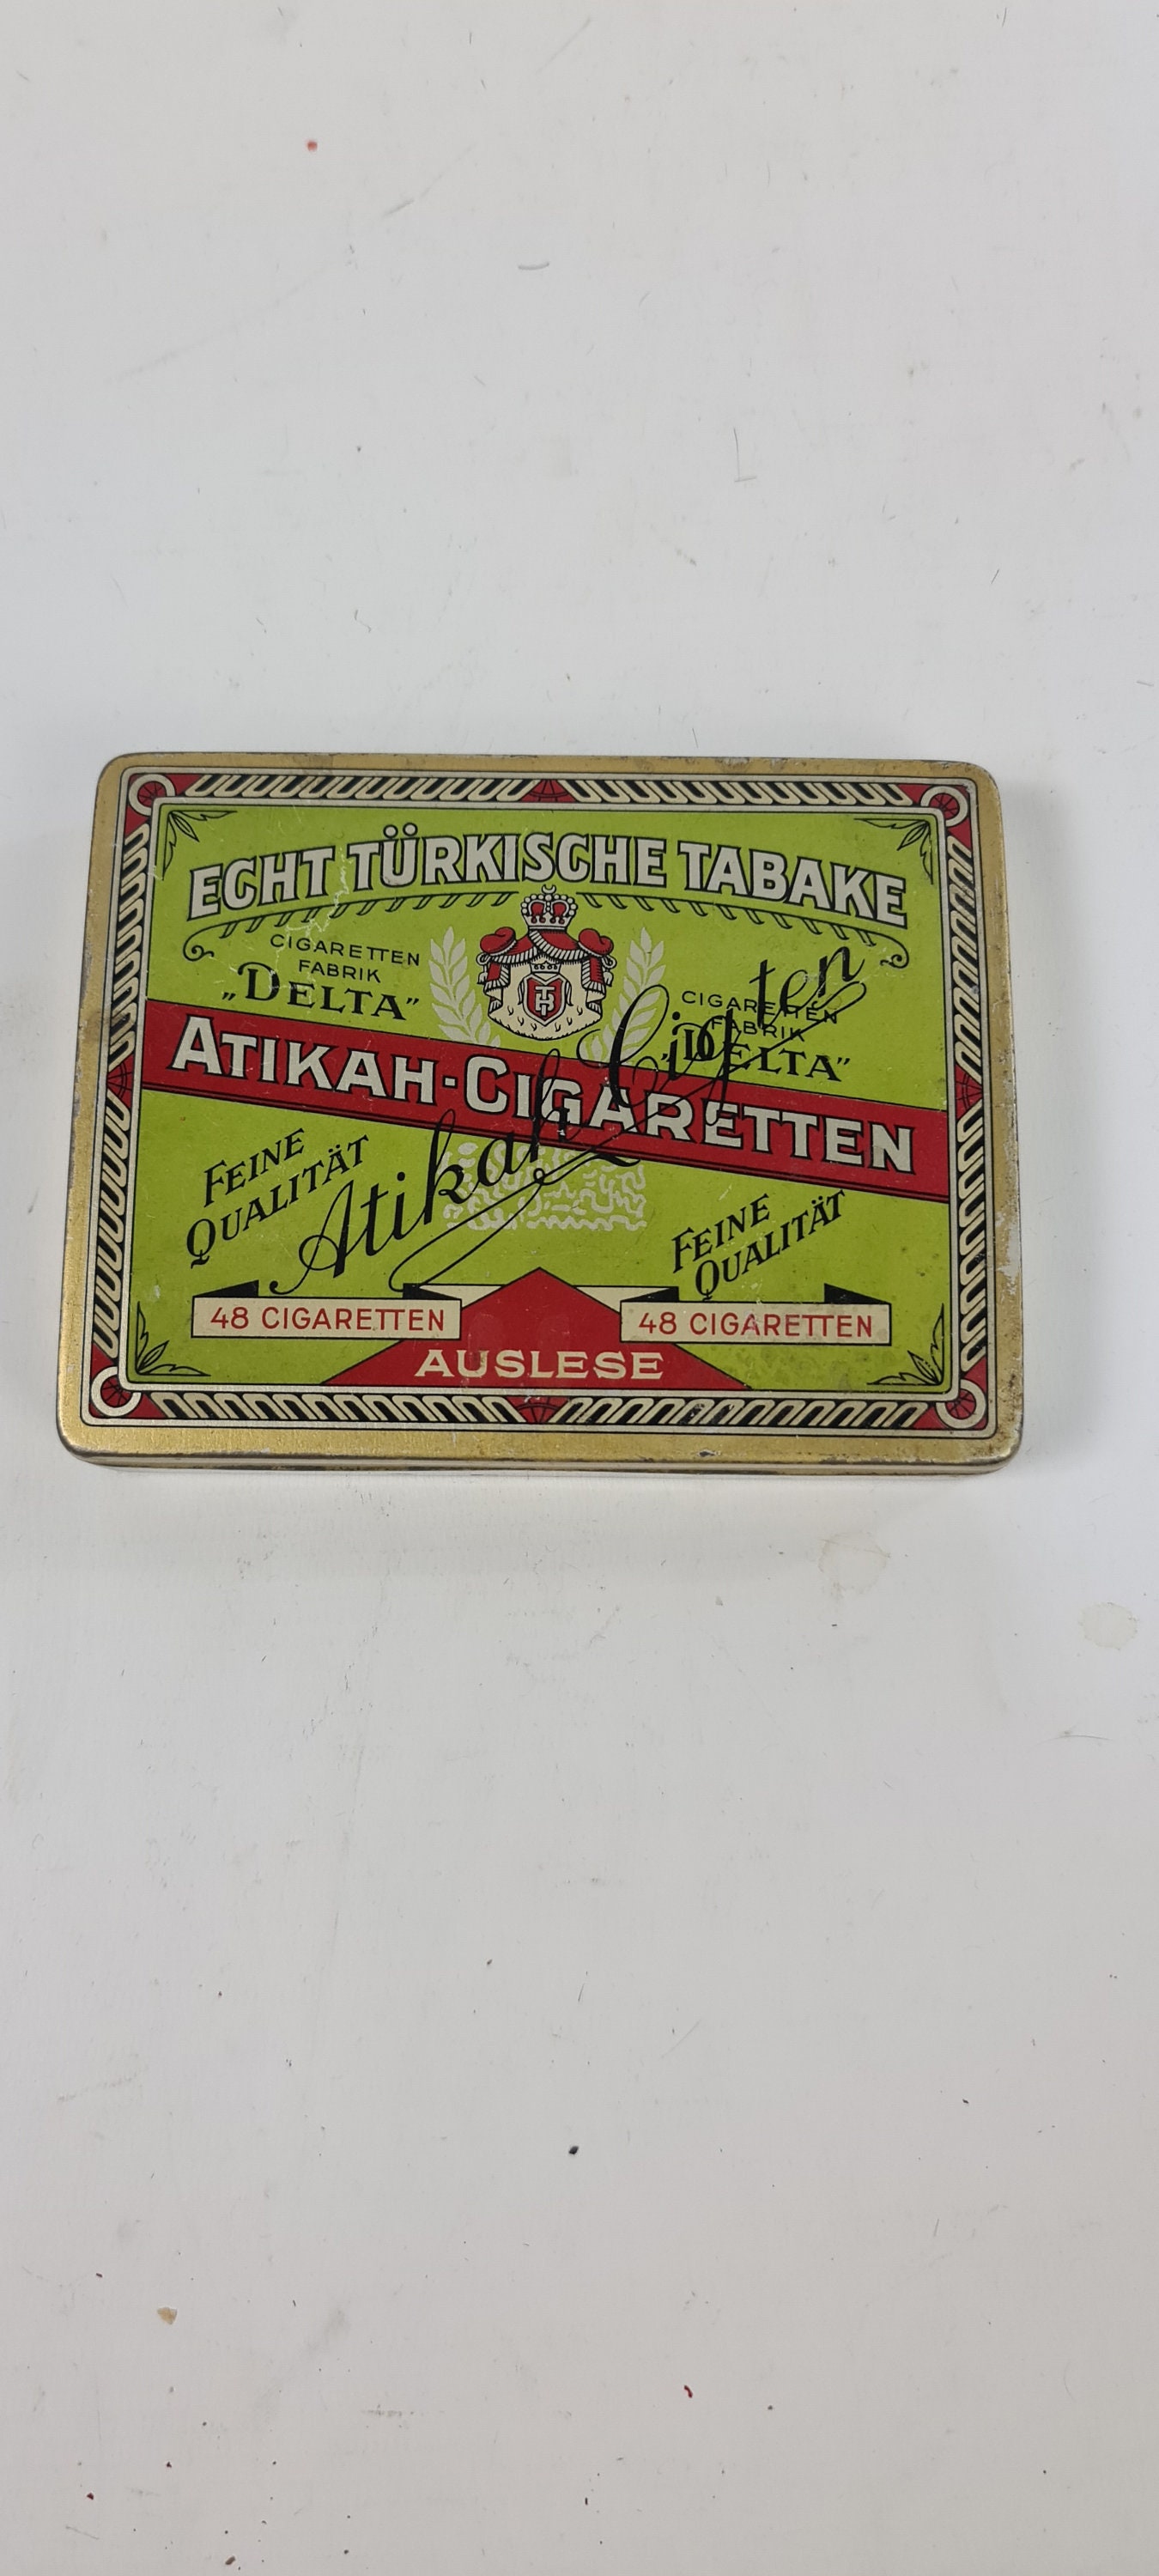 ECHT TÜRKISCHE TABAKE
CIGARETTEN
FABRIK
„DELTA”
CIGARETTEN
FABRIK
„DELTA”
ATIKAH-CIGARETTEN
Atikah Cigten
FEINE
QUALITÄT
FEINE
QUALITÄT
48 CIGARETTEN
48 CIGARETTEN
AUSLESE